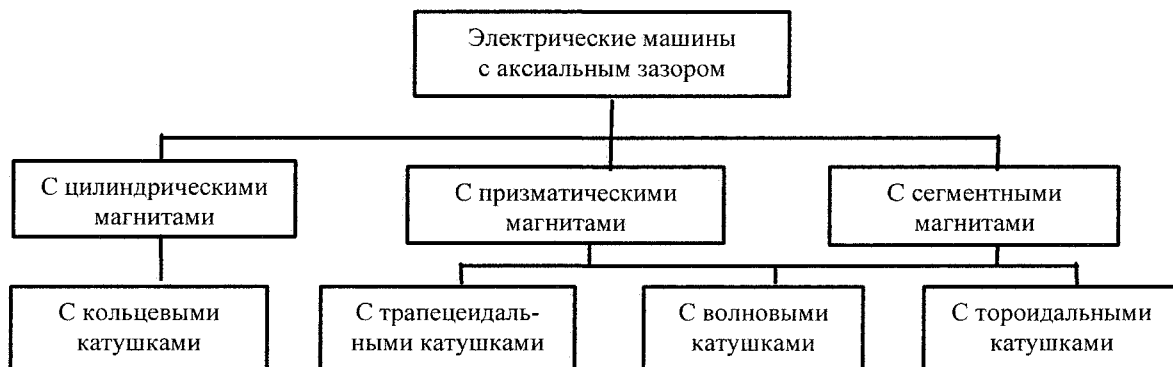 Электрические машины
с аксиальным зазором
С цилиндрическими
магнитами
С призматическими
магнитами
С сегментными
магнитами
С кольцевыми
катушками
С трапецеидаль-
ными катушками
С волновыми
катушками
С тороидальными
катушками